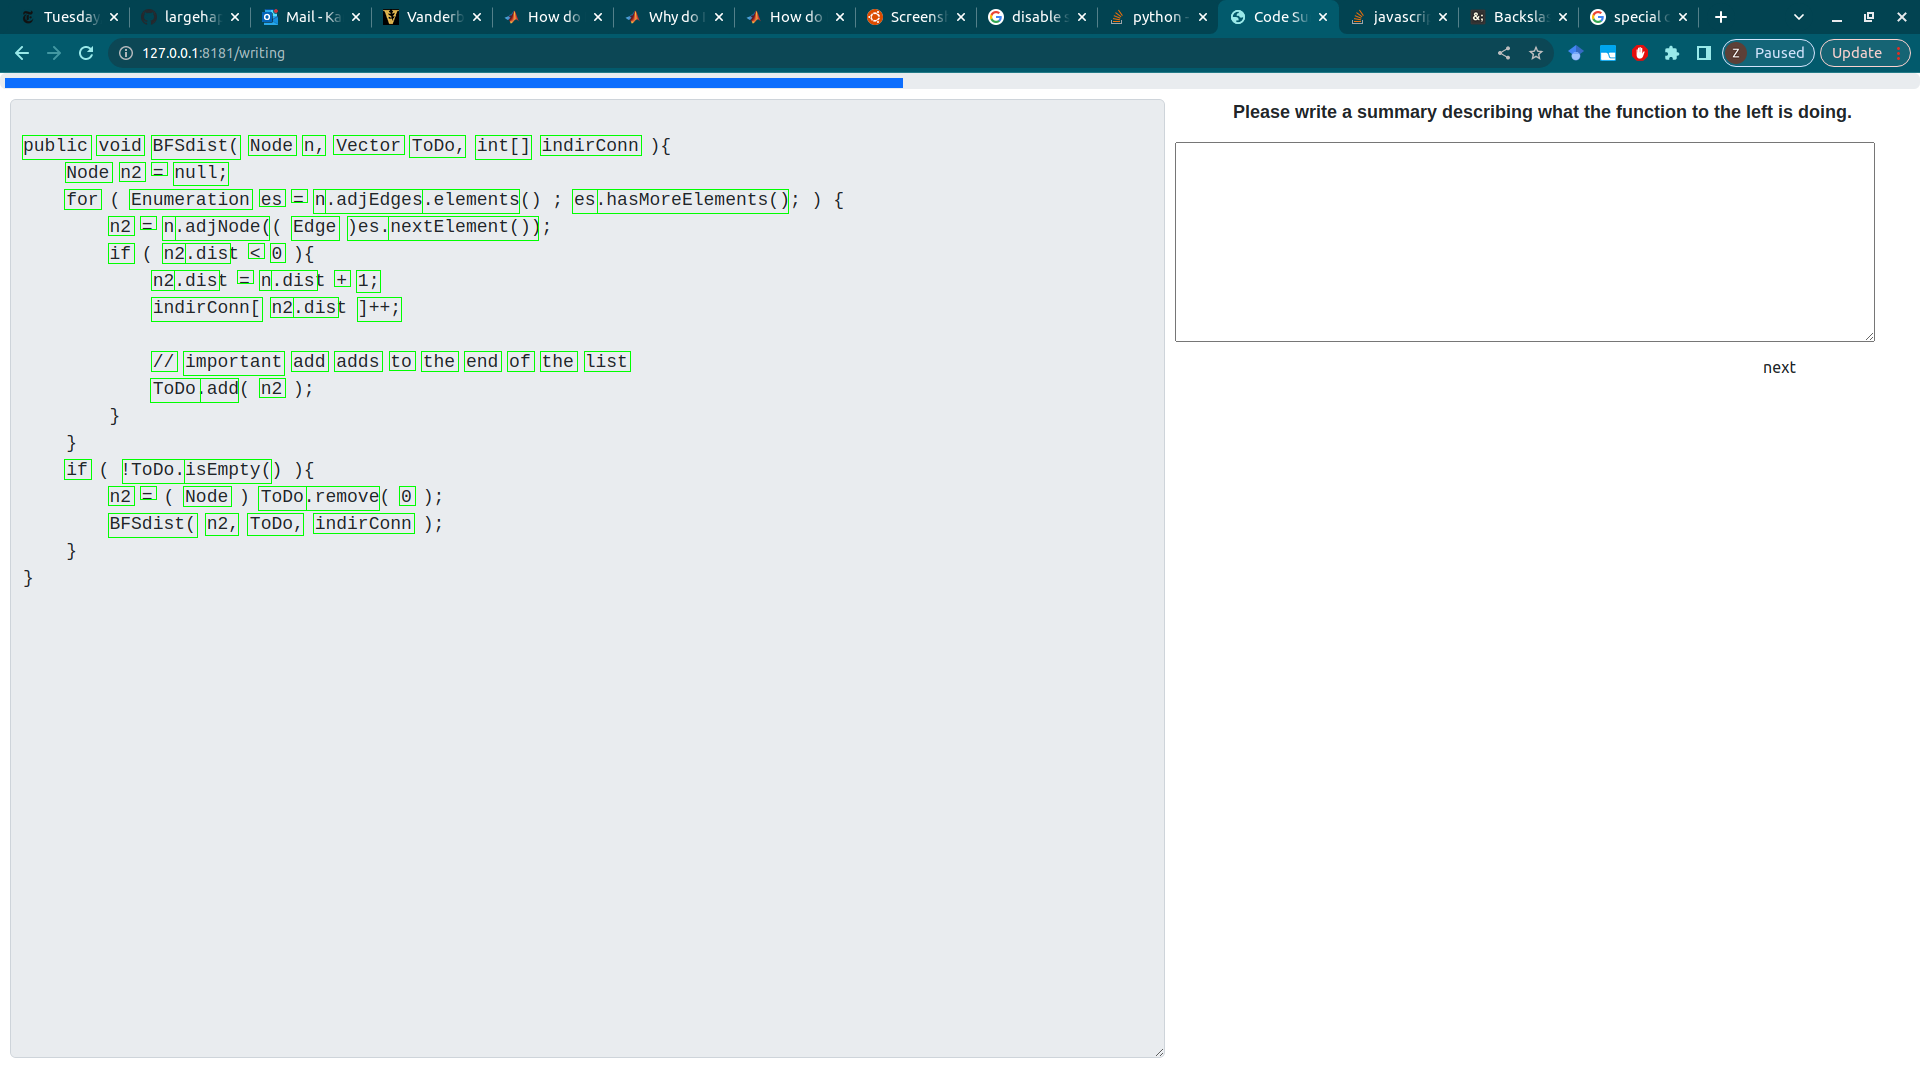 Tuesday
largehap
Mail - Ka
Vanderb
How do
Why do
How do
Screens
disable s
python -
Code Su
javascrip
Backsla
special c
127.0.0.1:8181/writing
Z Paused
Update
Please write a summary describing what the function to the left is doing.
public void BFSdist( Node n, Vector ToDo, int[] indirConn ){
Node n2 = null;
for ( Enumeration es = n.adjEdges.elements() ; es.hasMoreElements(); ) {
n2 = n.adjNode(( Edge )es.nextElement());
if ( n2.dist < 0 ){
n2.dist = n.dist + 1;
indirConn[ n2.dist ]++;
// important add adds to the end of the list
ToDo.add( n2 );
}
}
if ( !ToDo.isEmpty() ){
n2 = ( Node ) ToDo.remove( 0 );
BFSdist( n2, ToDo, indirConn );
}
}
next